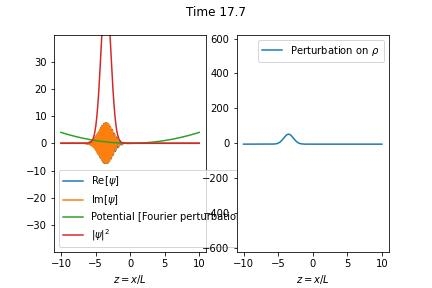 Time 17.7
30
20
10
0
−10
−20
−30
Re[ψ]
Im[ψ]
Potential [Fourier perturbatio
|ψ|²
−10 −5 0 5 10
z = x/L
600
400
200
0
−200
−400
−600
Perturbation on ρ
−10 −5 0 5 10
z = x/L